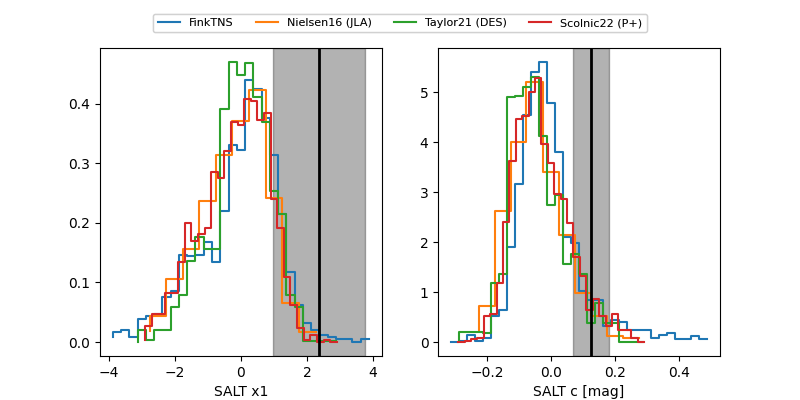 FinkTNS Nielsen16 (JLA) Taylor21 (DES) Scolnic22 (P+)
0.4
0.3
0.2
0.1
0.0
−4 −2 0 2 4
SALT x1
5
4
3
2
1
0
−0.2 0.0 0.2 0.4
SALT c [mag]